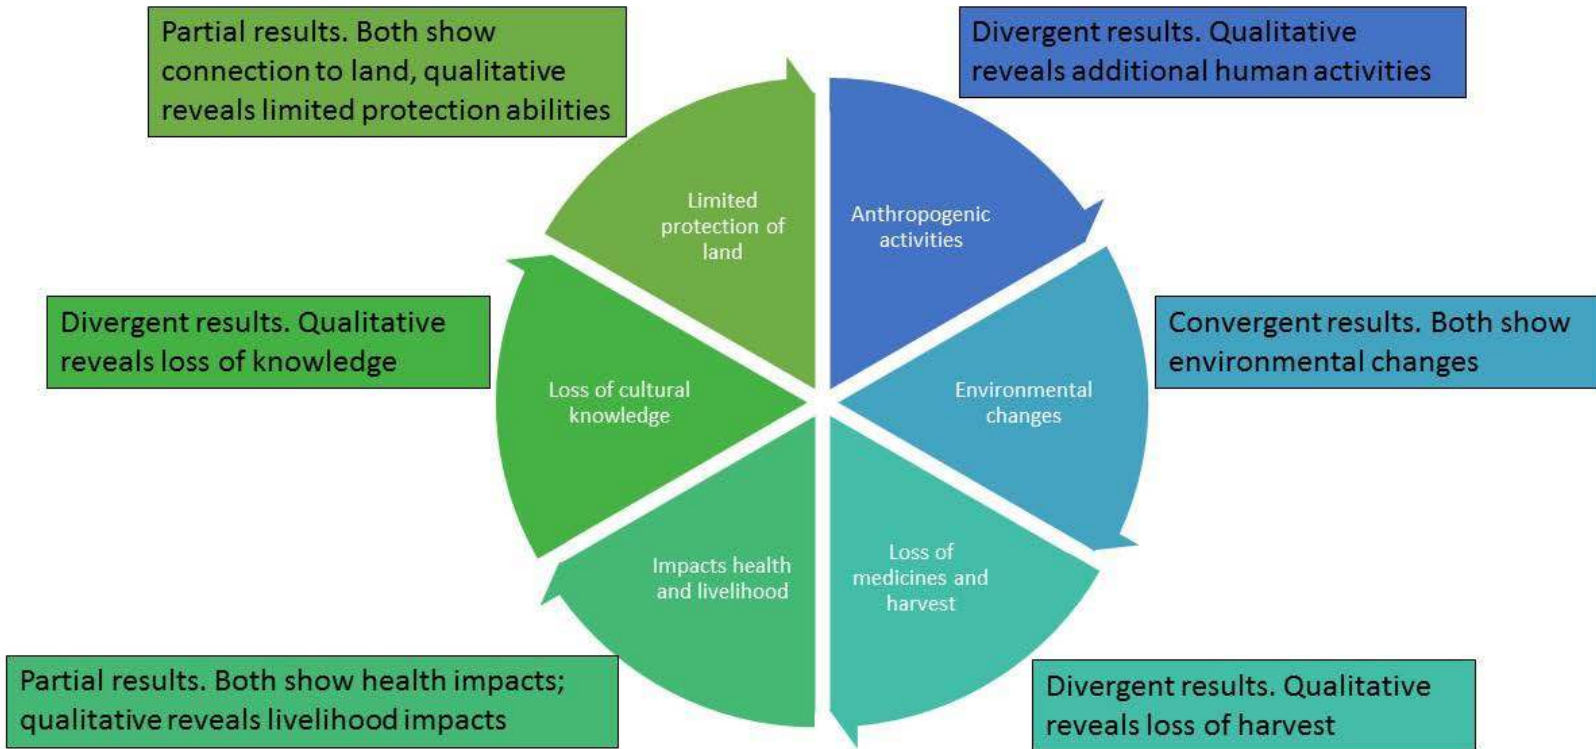 Partial results. Both show
connection to land, qualitative
reveals limited protection abilities
Divergent results. Qualitative
reveals additional human activities
Limited
protection of
land
Anthropogenic
activities
Divergent results. Qualitative
reveals loss of knowledge
Convergent results. Both show
environmental changes
Loss of cultural
knowledge
Environmental
changes
Impacts health
and livelihood
Loss of
medicines and
harvest
Partial results. Both show health impacts;
qualitative reveals livelihood impacts
Divergent results. Qualitative
reveals loss of harvest